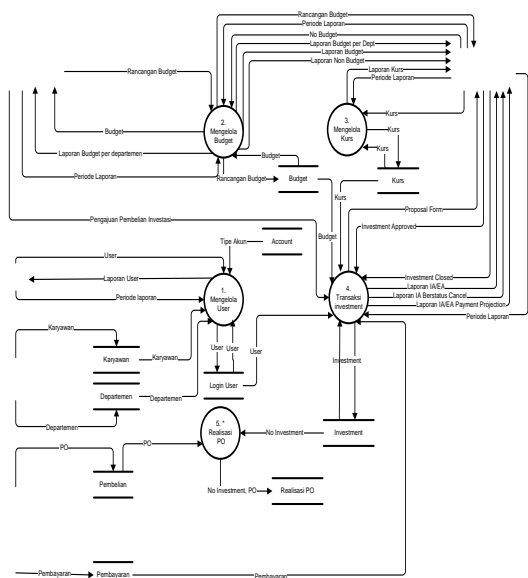 Rancangan Budget
Periode Laporan
No Budget
Laporan Budget per Dept
Laporan Budget
Laporan Non Budget
Laporan Kurs
Periode Laporan
Rancangan Budget
2.
Mengelola
Budget
3.
Mengelola
Kurs
Kurs
Kurs
Kurs
Budget
Laporan Budget per departemen
Periode Laporan
Budget
Rancangan Budget
Budget
Kurs
Kurs
Proposal Form
Pengajuan Pembelian Investasi
Investment Approved
Budget
Tipe Akun
Account
User
Laporan User
Periode laporan
1.
Mengelola
User
4.
Transaksi
investment
Investment Closed
Laporan IA/EA
Laporan IA Berstatus Cancel
Laporan IA/EA Payment Projection
Periode Laporan
Karyawan
Karyawan
Karyawan
User
User
User
Investment
Departemen
Departemen
Login User
Departemen
PO
PO
5. *
Realisasi
PO
No Investment
Investment
Pembelian
No Investment, PO
Realisasi PO
Pembayaran
Pembayaran
Pembayaran